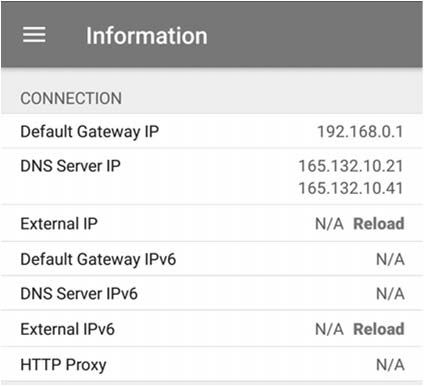 Information
CONNECTION
Default Gateway IP 192.168.0.1
DNS Server IP 165.132.10.21
165.132.10.41
External IP N/A Reload
Default Gateway IPv6 N/A
DNS Server IPv6 N/A
External IPv6 N/A Reload
HTTP Proxy N/A